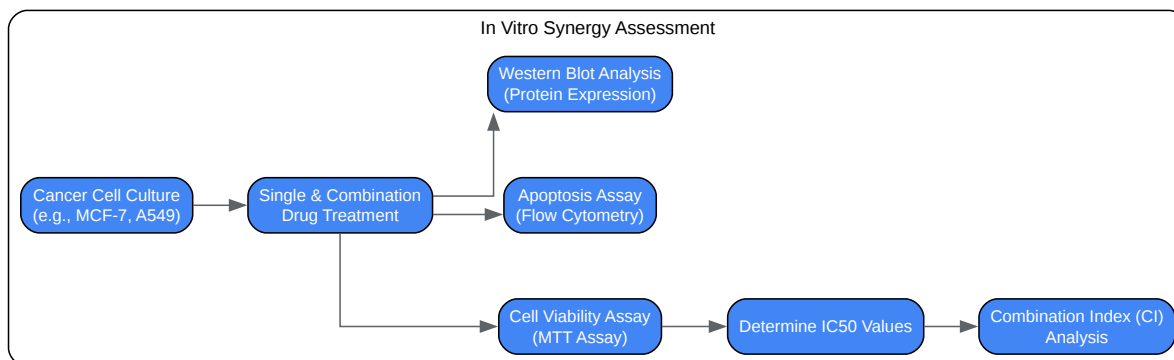 In Vitro Synergy Assessment
Western Blot Analysis
(Protein Expression)
Cancer Cell Culture
(e.g., MCF-7, A549)
Single & Combination
Drug Treatment
Apoptosis Assay
(Flow Cytometry)
Cell Viability Assay
(MTT Assay)
Determine IC50 Values
Combination Index (CI)
Analysis